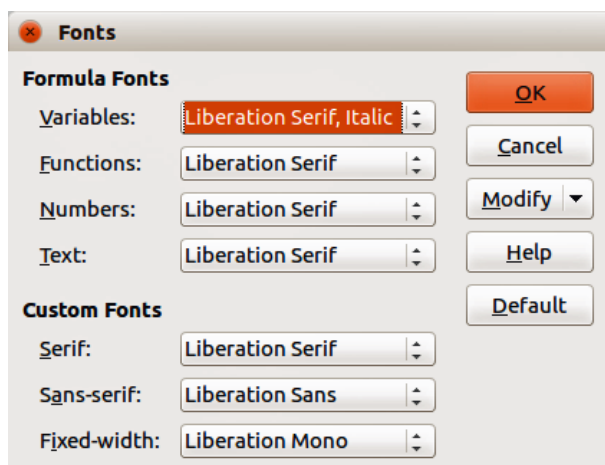 Fonts
Formula Fonts
Variables: Liberation Serif, Italic
Functions: Liberation Serif
Numbers: Liberation Serif
Text: Liberation Serif
Custom Fonts
Serif: Liberation Serif
Sans-serif: Liberation Sans
Fixed-width: Liberation Mono
OK
Cancel
Modify
Help
Default